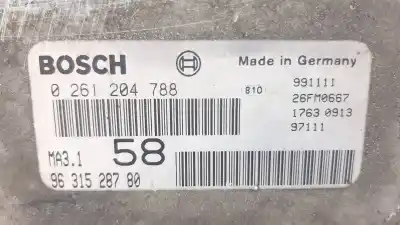 BOSCH
Made in Germany
0 261 204 788
810
991111
26FM0667
1763 0913
97111
MA3.1
58
96 315 287 80